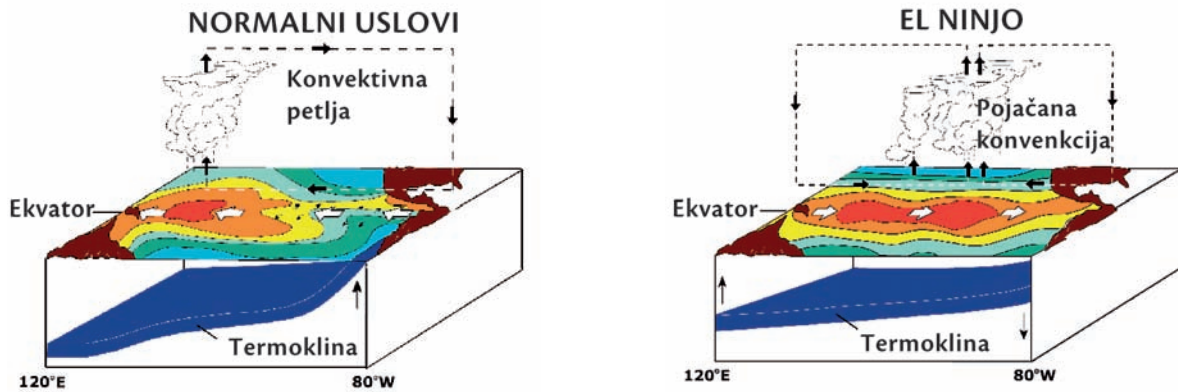 NORMALNI USLOVI
Konvektivna
petlja
Ekvator
Termoklina
120°E
80°W
EL NINJO
Pojačana
konvenkcija
Ekvator
Termoklina
120°E
80°W